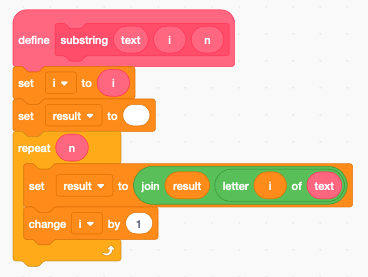 define substring text i n
set i to i
set result to
repeat n
set result to join result letter i of text
change i by 1